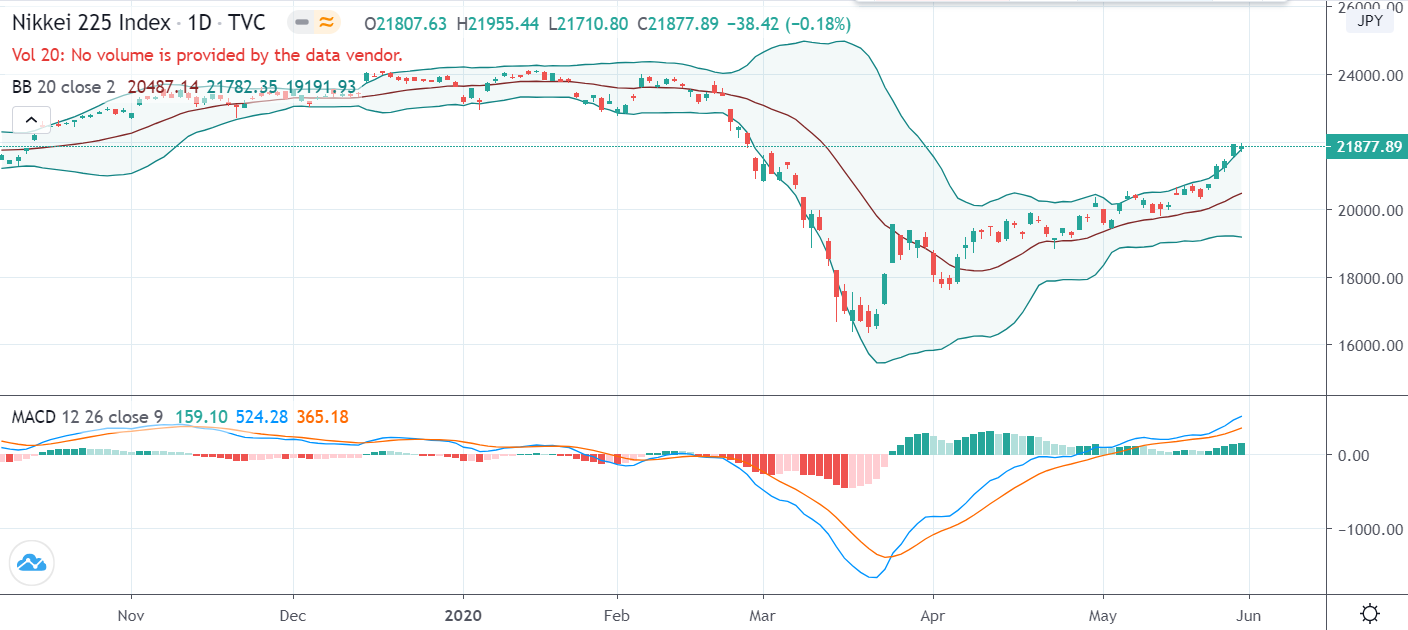 Nikkei 225 Index · 1D · TVC O21807.63 H21955.44 L21710.80 C21877.89 −38.42 (−0.18%)
Vol 20: No volume is provided by the data vendor.
BB 20 close 2 20487.14 21782.35 19191.93
26000.00
JPY
24000.00
21877.89
20000.00
18000.00
16000.00
MACD 12 26 close 9 159.10 524.28 365.18
0.00
−1000.00
Nov Dec 2020 Feb Mar Apr May Jun